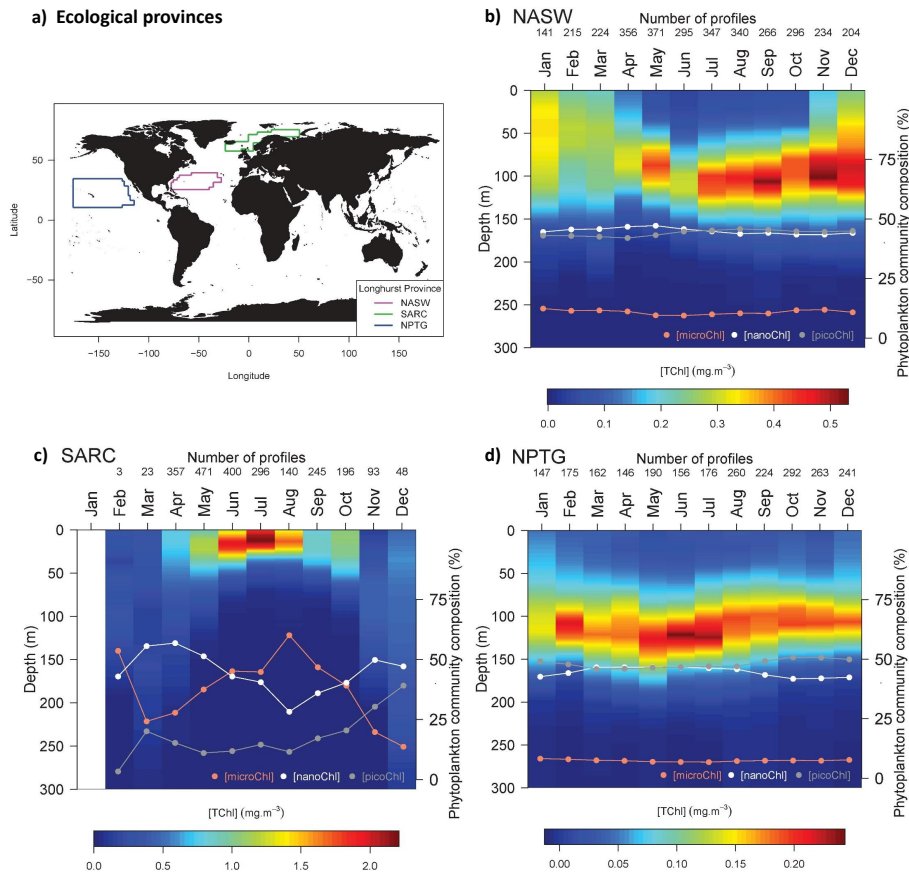 a) Ecological provinces
Latitude
50
0
−50
−150 −100 −50 0 50 100 150
Longitude
Longhurst Province
NASW
SARC
NPTG
b) NASW
Number of profiles
141 215 224 356 371 295 347 340 266 296 234 204
Jan Feb Mar Apr May Jun Jul Aug Sep Oct Nov Dec
Depth (m)
0
50
100
150
200
250
300
Phytoplankton community composition (%)
75
50
25
0
[microChl] [nanoChl] [picoChl]
[TChl] (mg.m⁻³)
0.0 0.1 0.2 0.3 0.4 0.5
c) SARC
Number of profiles
3 23 357 471 400 296 140 245 196 93 48
Jan Feb Mar Apr May Jun Jul Aug Sep Oct Nov Dec
Depth (m)
0
50
100
150
200
250
300
Phytoplankton community composition (%)
75
50
25
0
[microChl] [nanoChl] [picoChl]
[TChl] (mg.m⁻³)
0.0 0.5 1.0 1.5 2.0
d) NPTG
Number of profiles
147 175 162 146 190 156 176 260 224 292 263 241
Jan Feb Mar Apr May Jun Jul Aug Sep Oct Nov Dec
Depth (m)
0
50
100
150
200
250
300
Phytoplankton community composition (%)
75
50
25
0
[microChl] [nanoChl] [picoChl]
[TChl] (mg.m⁻³)
0.00 0.05 0.10 0.15 0.20